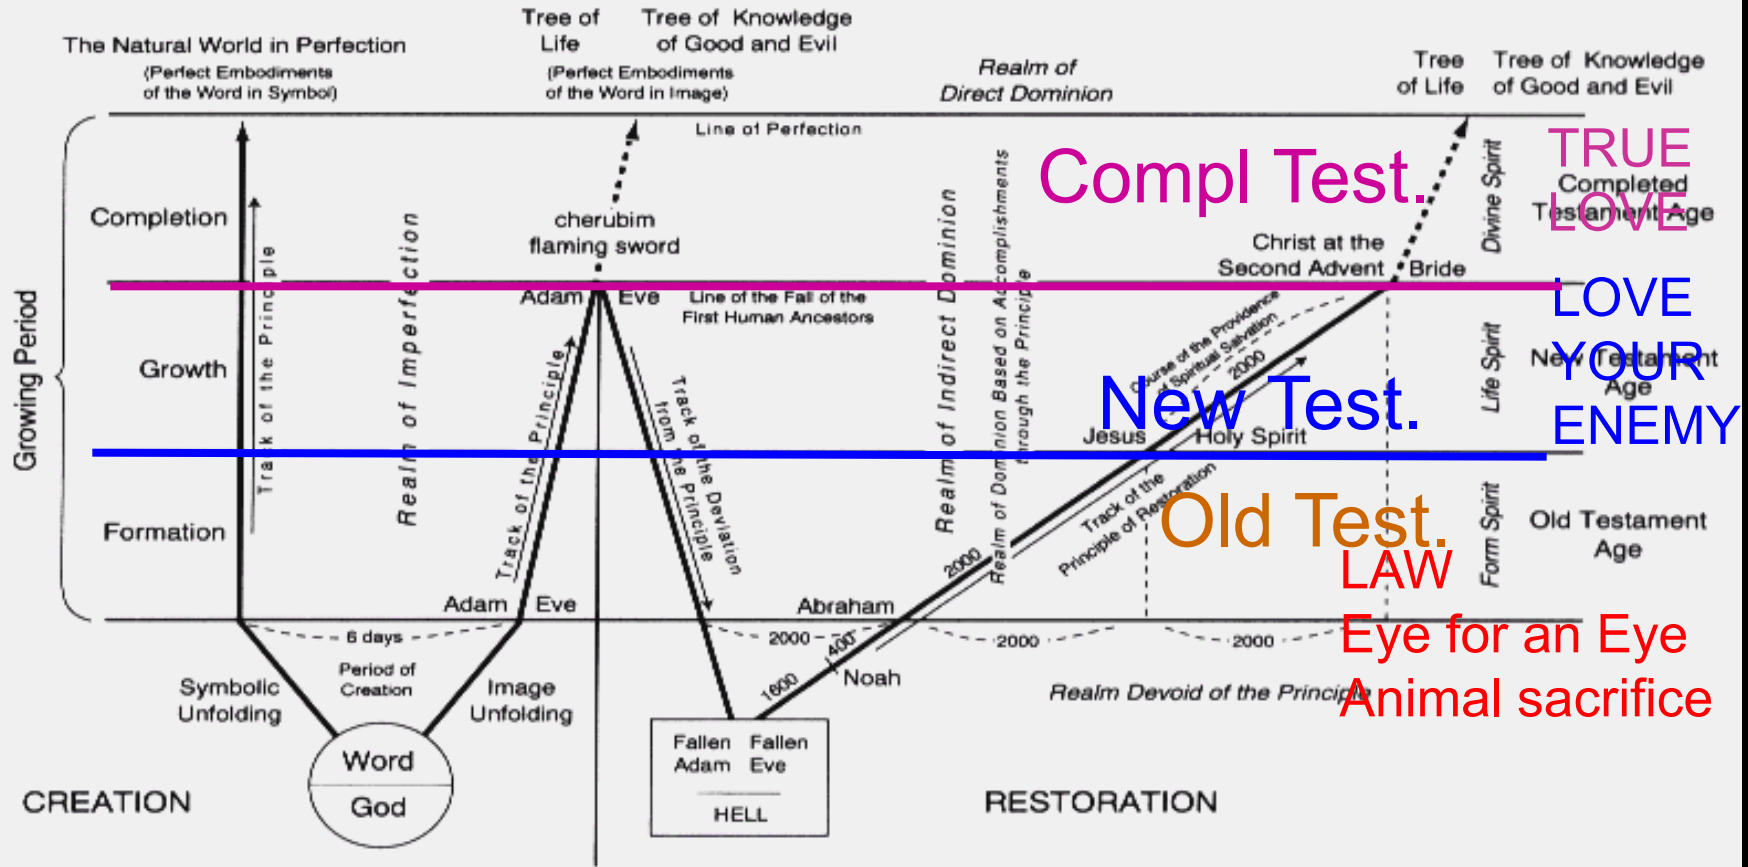 Tree of
Life
Tree of Knowledge
of Good and Evil
The Natural World in Perfection
(Perfect Embodiments
of the Word in Symbol)
(Perfect Embodiments
of the Word in Image)
Realm of
Direct Dominion
Tree
of Life
Tree of Knowledge
of Good and Evil
Line of Perfection
Compl Test.
TRUE
LOVE
Completed
Testament Age
Divine Spirit
Growing Period
Completion
Growth
Formation
Track of the Principle
Realm of Imperfection
cherubim
flaming sword
Adam
Eve
Line of the Fall of the
First Human Ancestors
Track of the Principle
Track of the Deviation
from the Principle
Realm of Indirect Dominion
Realm of Dominion Based on Accomplishments
through the Principle
Christ at the
Second Advent
Bride
Course of the Providence
of Spiritual Salvation
2000
New Test.
LOVE
YOUR
ENEMY
New Testament
Age
Life Spirit
Jesus
Holy Spirit
Track of the
Principle of Restoration
Old Test.
Form Spirit
Old Testament
Age
LAW
Eye for an Eye
Animal sacrifice
2000
Adam
Eve
Abraham
6 days
2000
2000
2000
400
1600
Noah
Period of
Creation
Symbolic
Unfolding
Image
Unfolding
Realm Devoid of the Principle
Word
God
Fallen Fallen
Adam Eve
HELL
CREATION
RESTORATION